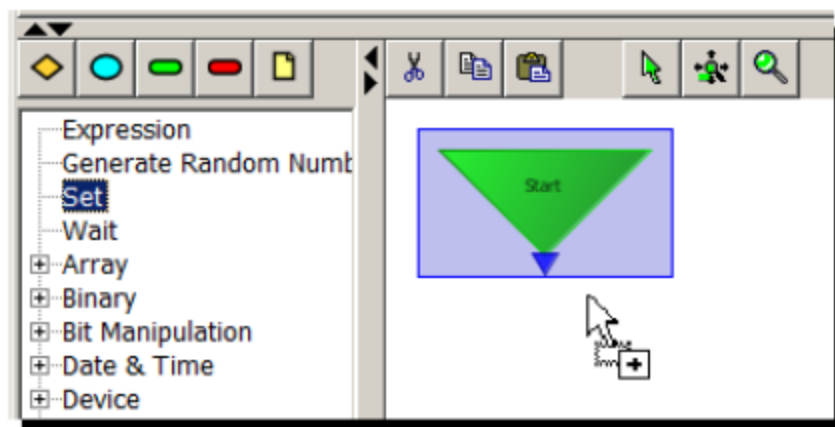 Expression
Generate Random Numb
Set
Wait
Array
Binary
Bit Manipulation
Date & Time
Device
Start